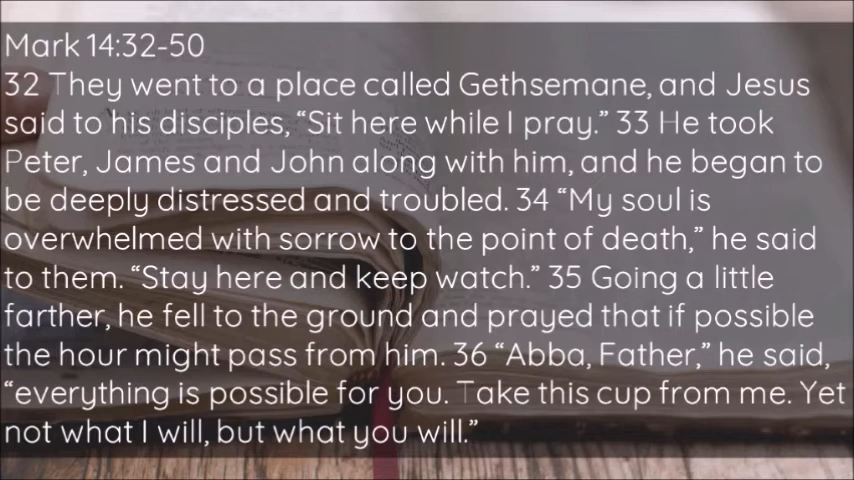 Mark 14:32-50
32 They went to a place called Gethsemane, and Jesus
said to his disciples, “Sit here while I pray.” 33 He took
Peter, James and John along with him, and he began to
be deeply distressed and troubled. 34 “My soul is
overwhelmed with sorrow to the point of death,” he said
to them. “Stay here and keep watch.” 35 Going a little
farther, he fell to the ground and prayed that if possible
the hour might pass from him. 36 “Abba, Father,” he said,
“everything is possible for you. Take this cup from me. Yet
not what I will, but what you will.”